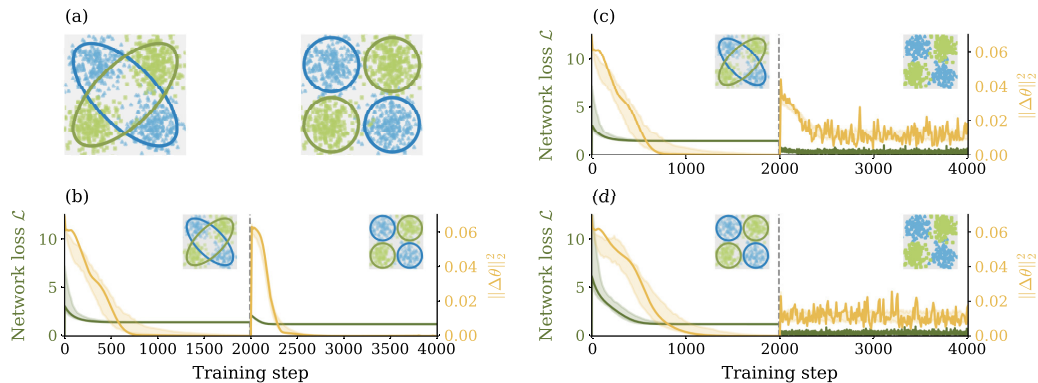 (a)
(b)
Network loss ℒ
10
5
0
0 500 1000 1500 2000 2500 3000 3500 4000
Training step
0.06
0.04
0.02
0.00
||Δθ||₂²
(c)
Network loss ℒ
10
5
0
0 1000 2000 3000 4000
0.06
0.04
0.02
0.00
||Δθ||₂²
(d)
Network loss ℒ
10
5
0
0 1000 2000 3000 4000
Training step
0.06
0.04
0.02
0.00
||Δθ||₂²